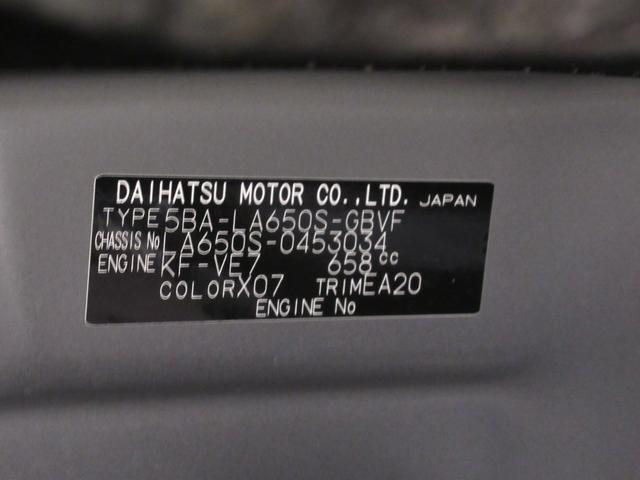 DAIHATSU MOTOR CO.,LTD. JAPAN
TYPE 5BA-LA650S-GBVF
CHASSIS No LA650S-0453034
ENGINE KF-VE7 658cc
COLOR X07 TRIM EA20
ENGINE No